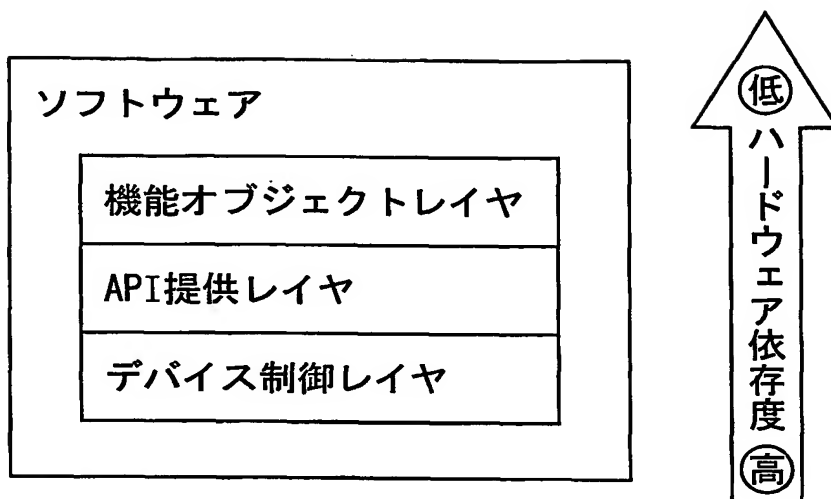 ソフトウェア
機能オブジェクトレイヤ
API提供レイヤ
デバイス制御レイヤ
低
ハードウェア依存度
高